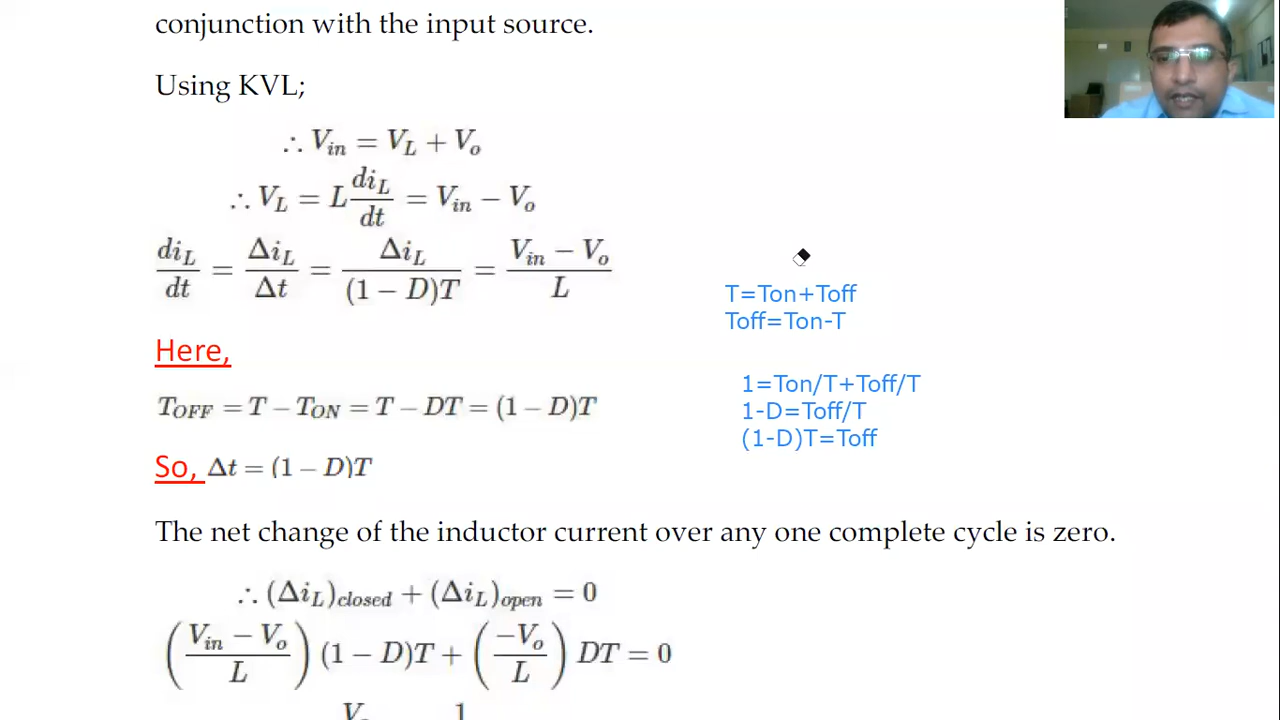 conjunction with the input source.
Using KVL;
∴ V_in = V_L + V_o
∴ V_L = L di_L/dt = V_in − V_o
di_L/dt = Δi_L/Δt = Δi_L/((1 − D)T) = (V_in − V_o)/L
T=Ton+Toff
Toff=Ton-T
Here,
1=Ton/T+Toff/T
T_OFF = T − T_ON = T − DT = (1 − D)T
1-D=Toff/T
(1-D)T=Toff
So, Δt = (1 − D)T
The net change of the inductor current over any one complete cycle is zero.
∴ (Δi_L)_closed + (Δi_L)_open = 0
((V_in − V_o)/L) (1 − D)T + (−V_o/L) DT = 0